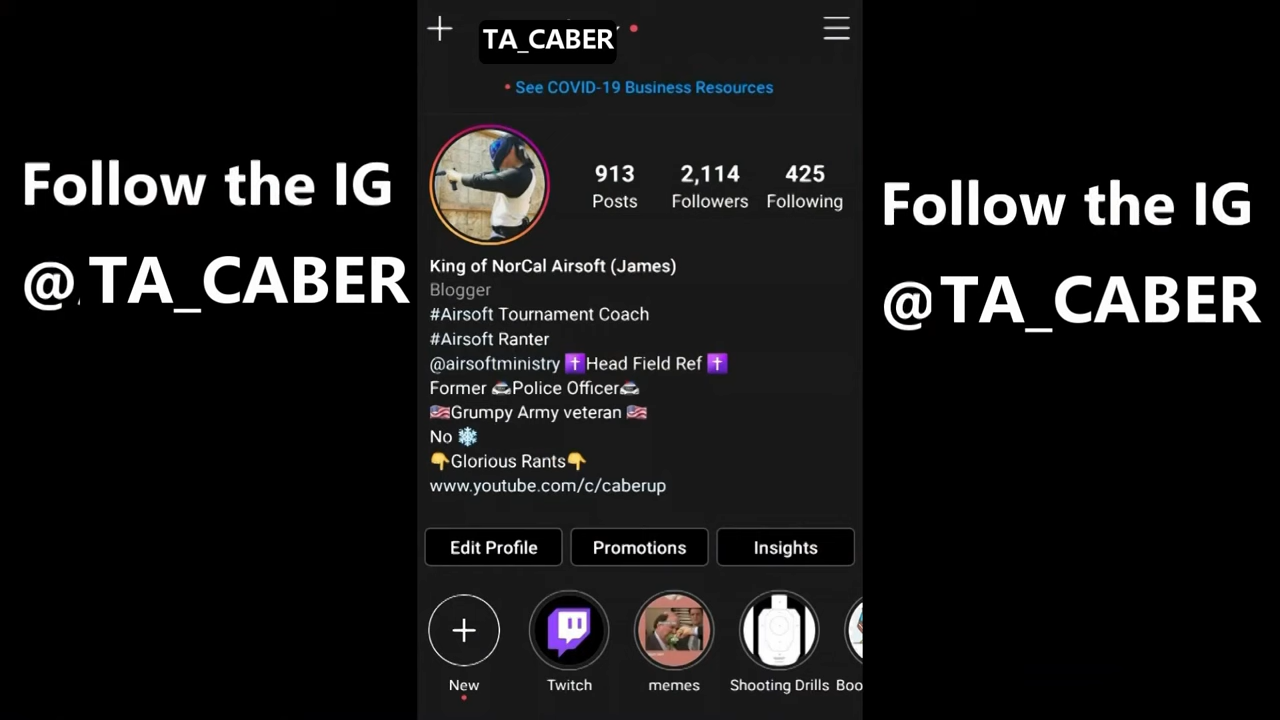 TA_CABER
See COVID-19 Business Resources
Follow the IG
@TA_CABER
913 2,114 425
Posts Followers Following
King of NorCal Airsoft (James)
Blogger
#Airsoft Tournament Coach
#Airsoft Ranter
@airsoftministry ✝️Head Field Ref ✝️
Former 🚔Police Officer🚔
🇺🇸Grumpy Army veteran 🇺🇸
No ❄️
👇Glorious Rants👇
www.youtube.com/c/caberup
Edit Profile Promotions Insights
New Twitch memes Shooting Drills Boo
Follow the IG
@TA_CABER